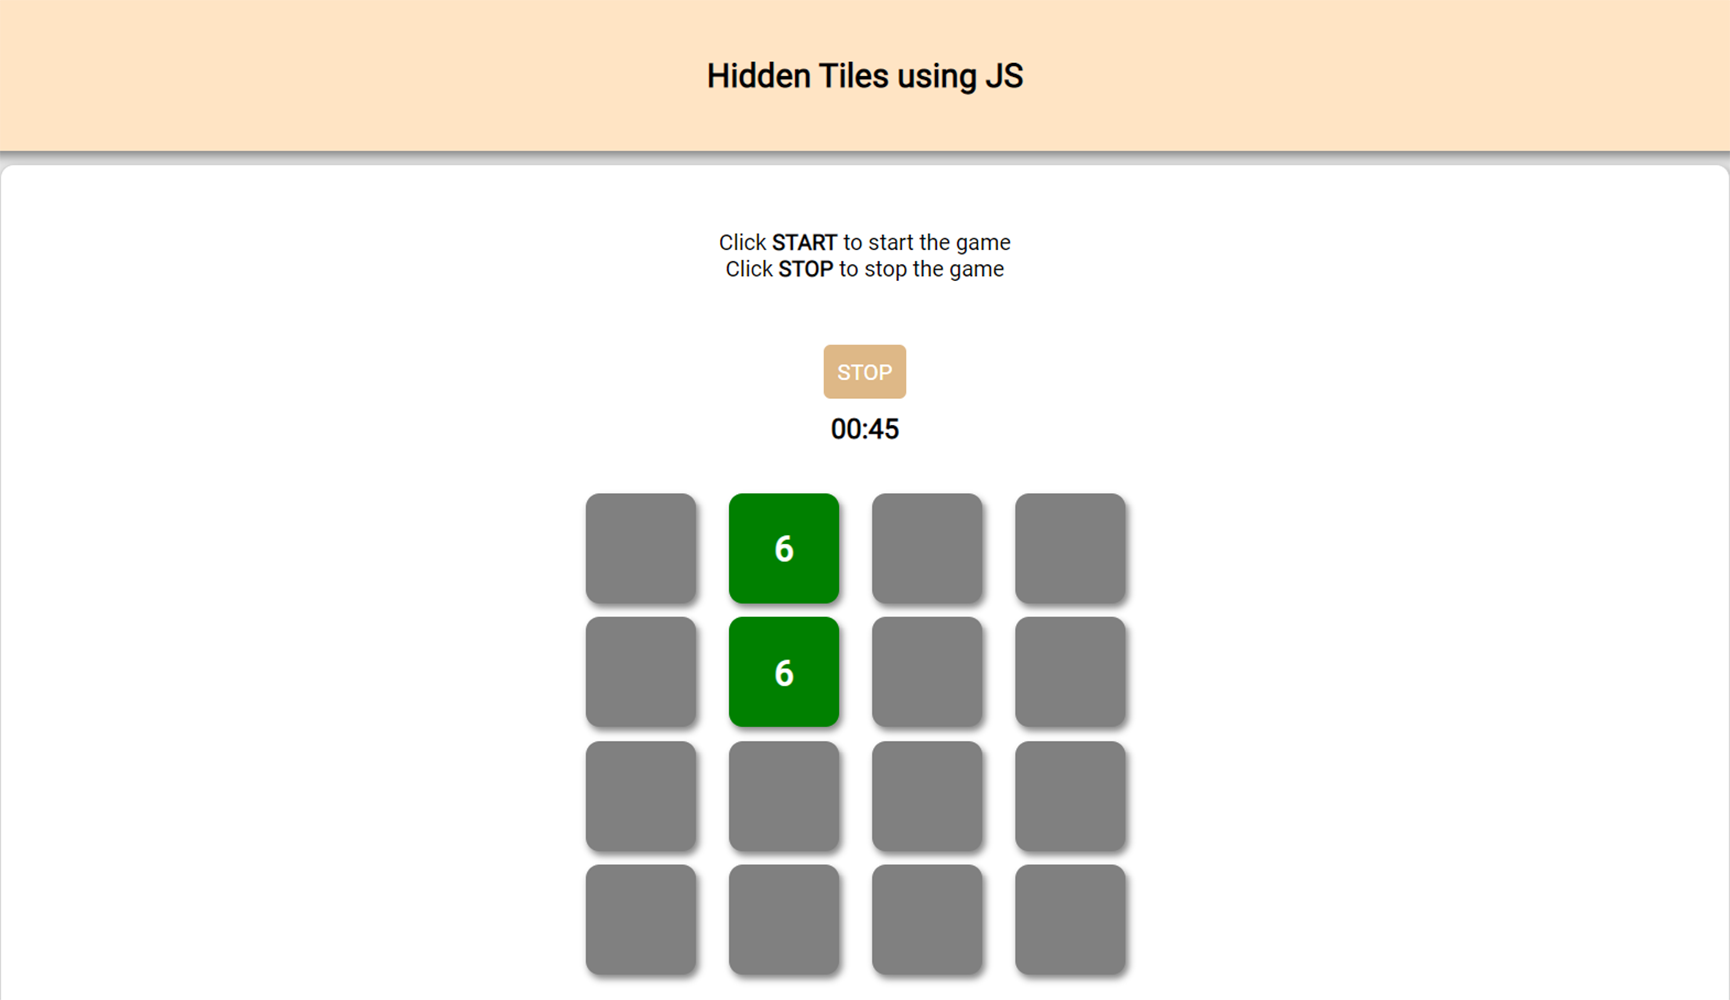 Hidden Tiles using JS
Click START to start the game
Click STOP to stop the game
STOP
00:45
6
6